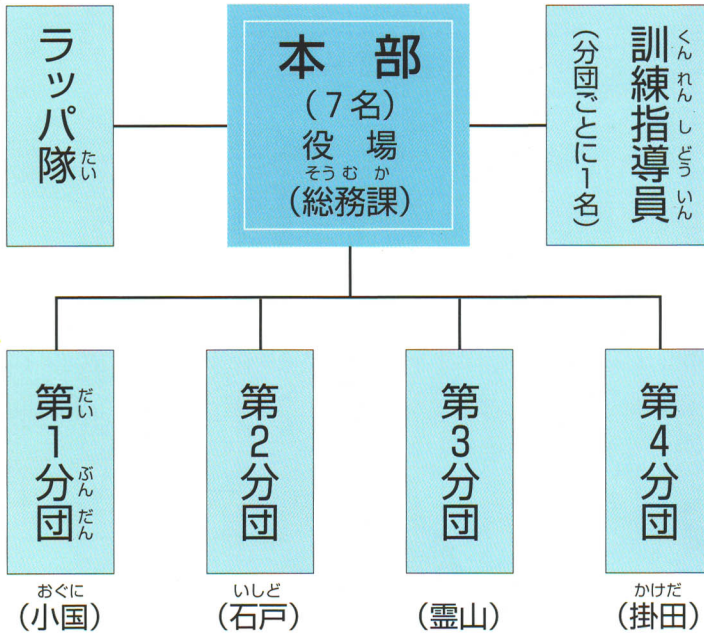 ラッパ隊
たい
本部
(7名)
役場
そうむか
(総務課)
訓練指導員
くんれんしどういん
(分団ごとに1名)
第1分団
だいぶんだん
(小国)
おぐに
第2分団
(石戸)
いしど
第3分団
(霊山)
第4分団
(掛田)
かけだ